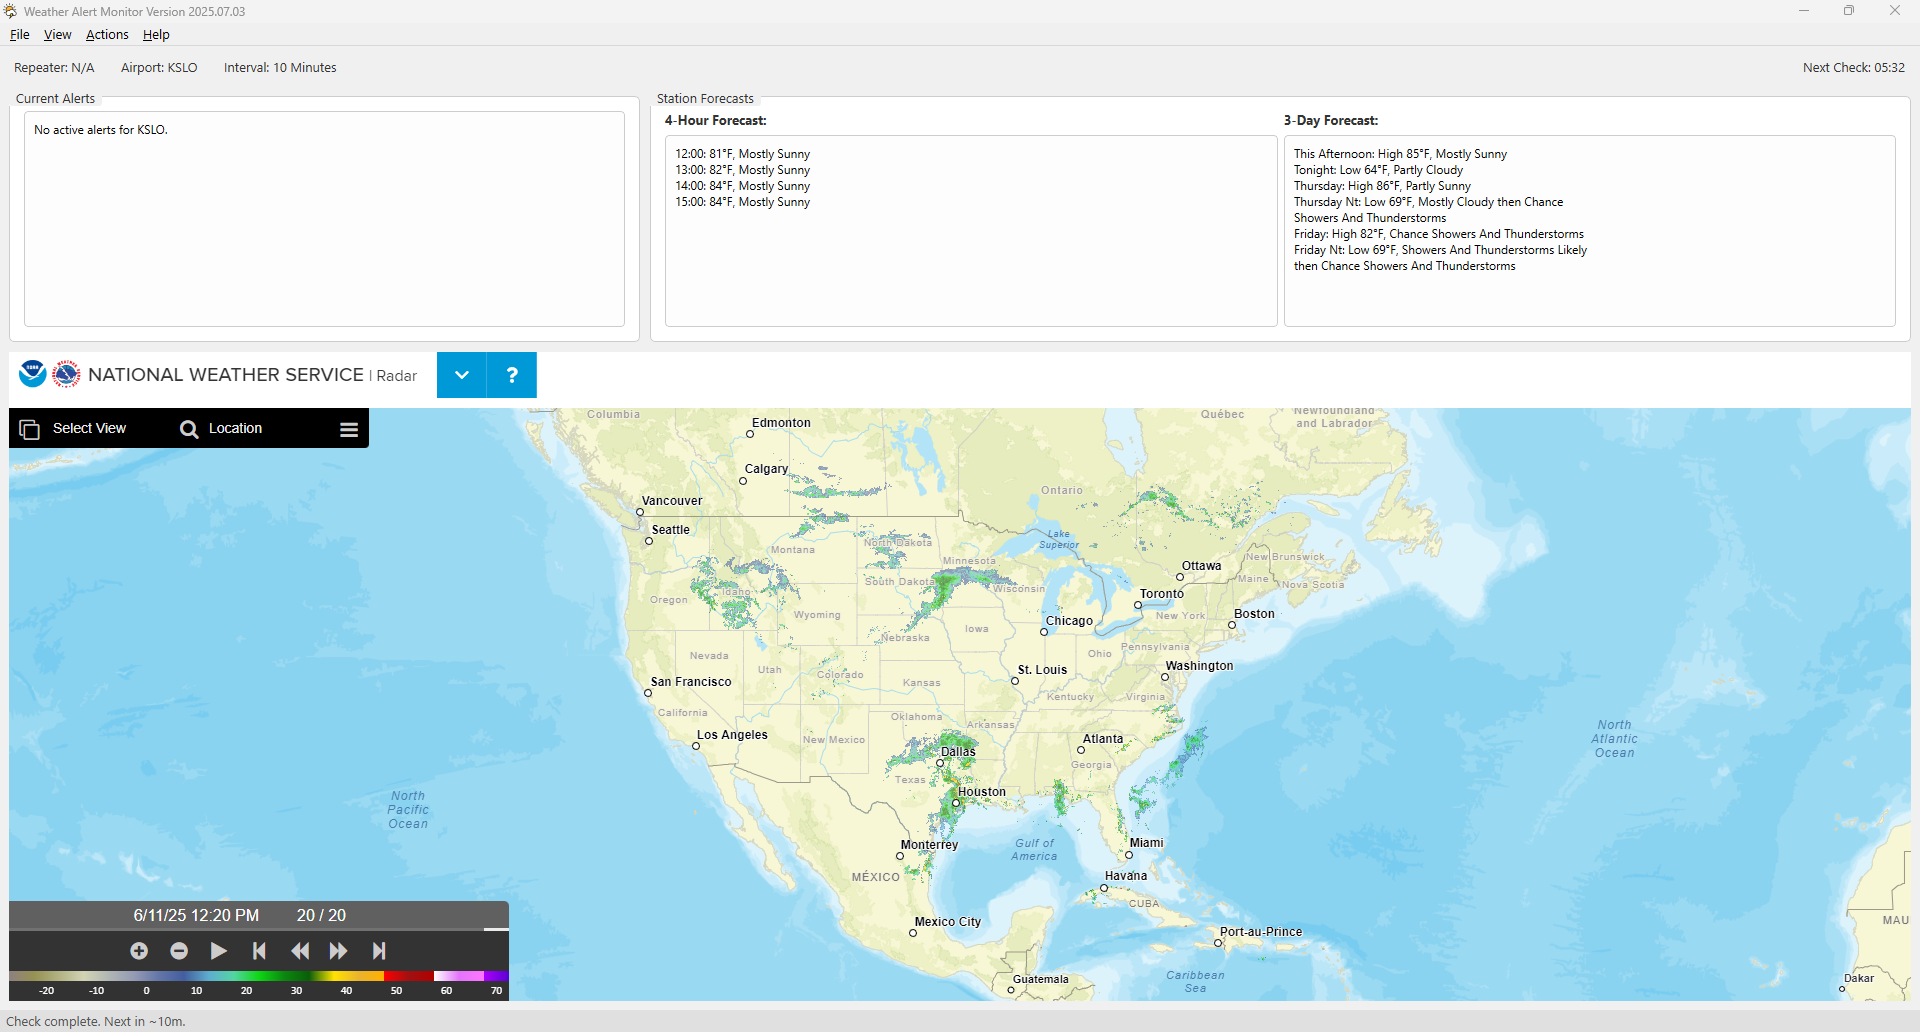 Weather Alert Monitor Version 2025.07.03
File View Actions Help
Repeater: N/A Airport: KSLO Interval: 10 Minutes Next Check: 05:32
Current Alerts
No active alerts for KSLO.
Station Forecasts
4-Hour Forecast:
12:00: 81°F, Mostly Sunny
13:00: 82°F, Mostly Sunny
14:00: 84°F, Mostly Sunny
15:00: 84°F, Mostly Sunny
3-Day Forecast:
This Afternoon: High 85°F, Mostly Sunny
Tonight: Low 64°F, Partly Cloudy
Thursday: High 86°F, Partly Sunny
Thursday Nt: Low 69°F, Mostly Cloudy then Chance
Showers And Thunderstorms
Friday: High 82°F, Chance Showers And Thunderstorms
Friday Nt: Low 69°F, Showers And Thunderstorms Likely
then Chance Showers And Thunderstorms
NATIONAL WEATHER SERVICE | Radar ?
Select View Location
Columbia
Québec
Newfoundland
and Labrador
Edmonton
Calgary
Ontario
Vancouver
Seattle
Lake
Superior
North Dakota
Montana
Minnesota
New Brunswick
Ottawa
South Dakota
Wisconsin
Maine
Nova Scotia
Idaho
Oregon
Toronto
Wyoming
New York
Boston
Chicago
Iowa
Nebraska
Pennsylvania
Ohio
Nevada
Utah
Washington
St. Louis
Colorado
Kansas
San Francisco
Kentucky
Virginia
California
Oklahoma
Arkansas
Los Angeles
New Mexico
Atlanta
North
Atlantic
Ocean
Dallas
Georgia
Texas
Houston
North
Pacific
Ocean
Monterrey
Gulf of
America
Miami
MÉXICO
Havana
CUBA
Mexico City
Port-au-Prince
MAU
Guatemala
Caribbean
Sea
Dakar
6/11/25 12:20 PM 20 / 20
-20 -10 0 10 20 30 40 50 60 70
Check complete. Next in ~10m.